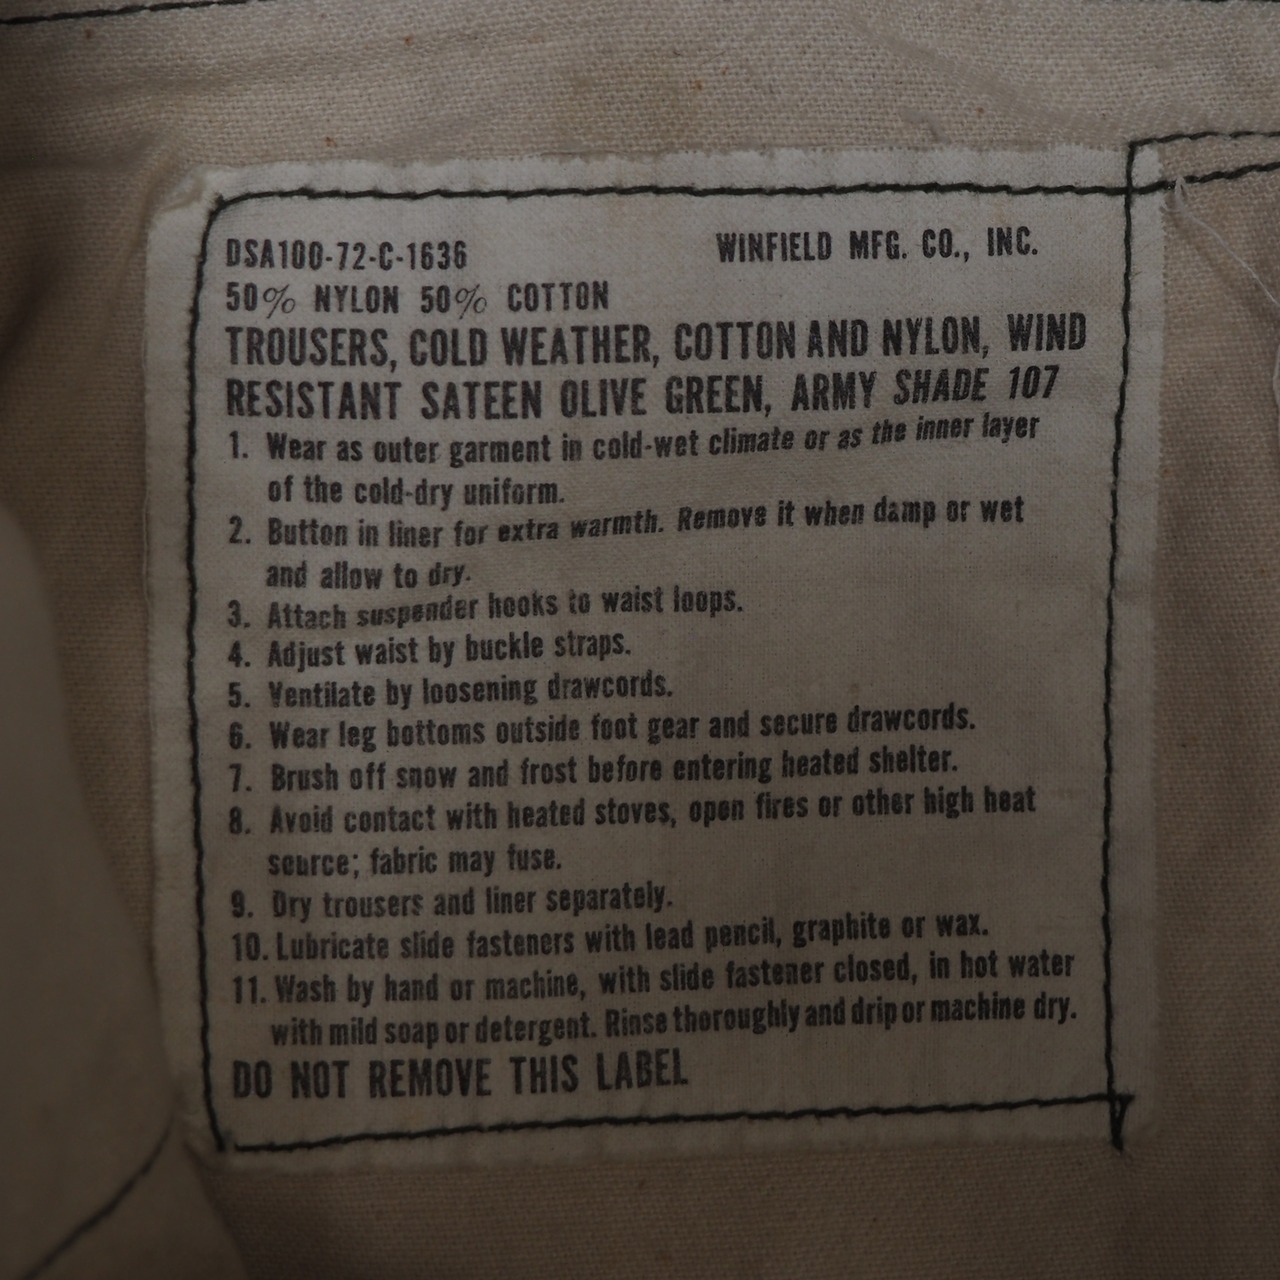 DSA100-72-C-1636 WINFIELD MFG. CO., INC.
50% NYLON 50% COTTON
TROUSERS, COLD WEATHER, COTTON AND NYLON, WIND
RESISTANT SATEEN OLIVE GREEN, ARMY SHADE 107
1. Wear as outer garment in cold-wet climate or as the inner layer
of the cold-dry uniform.
2. Button in liner for extra warmth. Remove it when damp or wet
and allow to dry.
3. Attach suspender hooks to waist loops.
4. Adjust waist by buckle straps.
5. Ventilate by loosening drawcords.
6. Wear leg bottoms outside foot gear and secure drawcords.
7. Brush off snow and frost before entering heated shelter.
8. Avoid contact with heated stoves, open fires or other high heat
source; fabric may fuse.
9. Dry trousers and liner separately.
10. Lubricate slide fasteners with lead pencil, graphite or wax.
11. Wash by hand or machine, with slide fastener closed, in hot water
with mild soap or detergent. Rinse thoroughly and drip or machine dry.
DO NOT REMOVE THIS LABEL